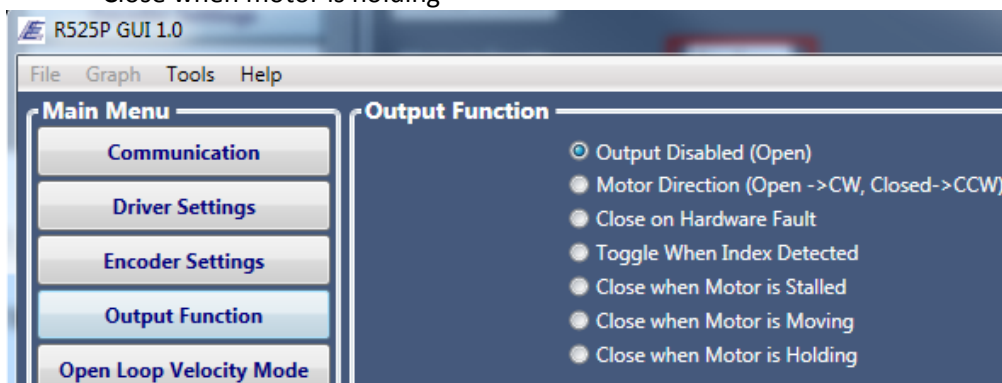 Close when motor is holding
R525P GUI 1.0
File Graph Tools Help
Main Menu
Communication
Driver Settings
Encoder Settings
Output Function
Open Loop Velocity Mode
Output Function
Output Disabled (Open)
Motor Direction (Open ->CW, Closed->CCW)
Close on Hardware Fault
Toggle When Index Detected
Close when Motor is Stalled
Close when Motor is Moving
Close when Motor is Holding